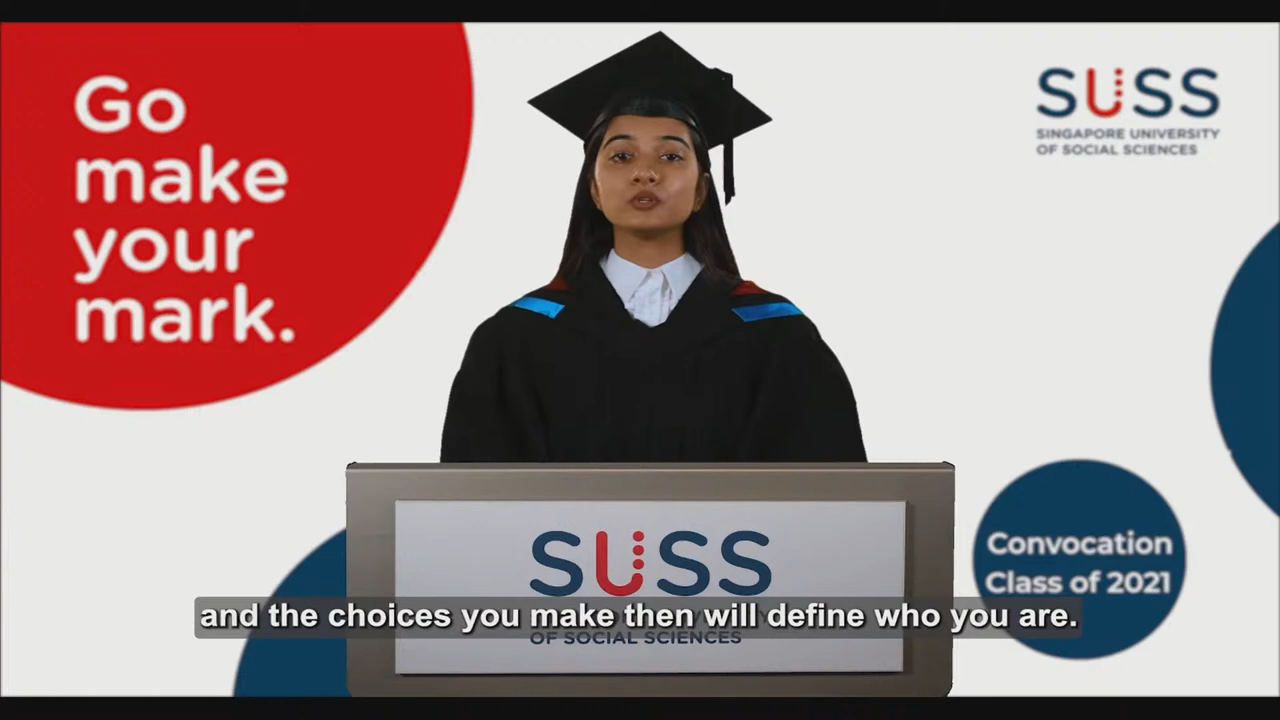 Go
make
your
mark.
SUSS
SINGAPORE UNIVERSITY
OF SOCIAL SCIENCES
SUSS
OF SOCIAL SCIENCES
Convocation
Class of 2021
and the choices you make then will define who you are.